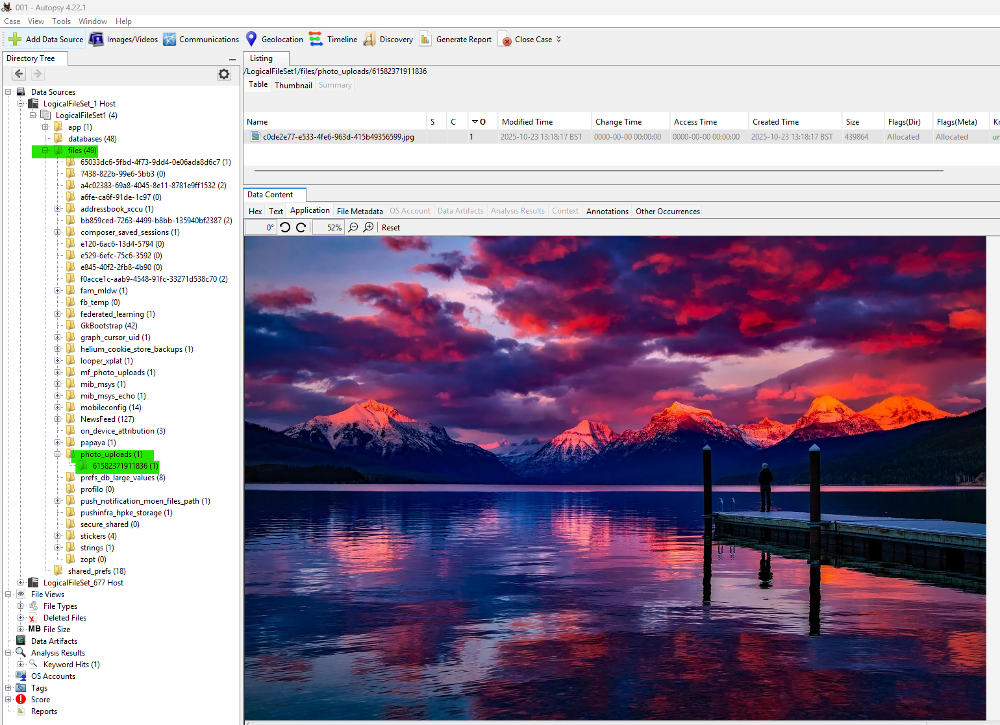 001 - Autopsy 4.22.1
Case View Tools Window Help
Add Data Source Images/Videos Communications Geolocation Timeline Discovery Generate Report Close Case
Directory Tree
Data Sources
LogicalFileSet_1 Host
LogicalFileSet1 (4)
app (1)
databases (48)
files (49)
65033dc6-5fbd-4f73-9dd4-0e06ada8d6c7 (1)
7438-822b-99e6-5bb3 (0)
a4c02383-69a8-4045-8e11-8781e9ff1532 (2)
a6fe-ca6f-91de-1c97 (0)
addressbook_xccu (1)
bb859ced-7263-4499-b8bb-135940bf2387 (2)
composer_saved_sessions (1)
e120-6ac6-13d4-5794 (0)
e529-6efc-75c6-3592 (0)
e845-40f2-2fb8-4b90 (0)
f0acce1c-aab9-4548-91fc-33271d538c70 (2)
fam_mldw (1)
fb_temp (0)
federated_learning (1)
GkBootstrap (42)
graph_cursor_uid (1)
helium_cookie_store_backups (1)
looper_xplat (1)
mf_photo_uploads (1)
mib_msys (1)
mib_msys_echo (1)
mobileconfig (14)
NewsFeed (127)
on_device_attribution (3)
papaya (1)
photo_uploads (1)
61582371911836 (1)
prefs_db_large_values (8)
profilo (0)
push_notification_moen_files_path (1)
pushinfra_hpke_storage (1)
secure_shared (0)
stickers (4)
strings (1)
zopt (0)
shared_prefs (18)
LogicalFileSet_677 Host
File Views
File Types
Deleted Files
MB File Size
Data Artifacts
Analysis Results
Keyword Hits (1)
OS Accounts
Tags
Score
Reports
Listing
/LogicalFileSet1/files/photo_uploads/61582371911836
Table Thumbnail Summary
Name S C O Modified Time Change Time Access Time Created Time Size Flags(Dir) Flags(Meta) Kn
c0de2e77-e533-4fe6-963d-415b49356599.jpg 1 2025-10-23 13:18:17 BST 0000-00-00 00:00:00 0000-00-00 00:00:00 2025-10-23 13:18:17 BST 439864 Allocated Allocated un
Data Content
Hex Text Application File Metadata OS Account Data Artifacts Analysis Results Context Annotations Other Occurrences
0° 52% Reset